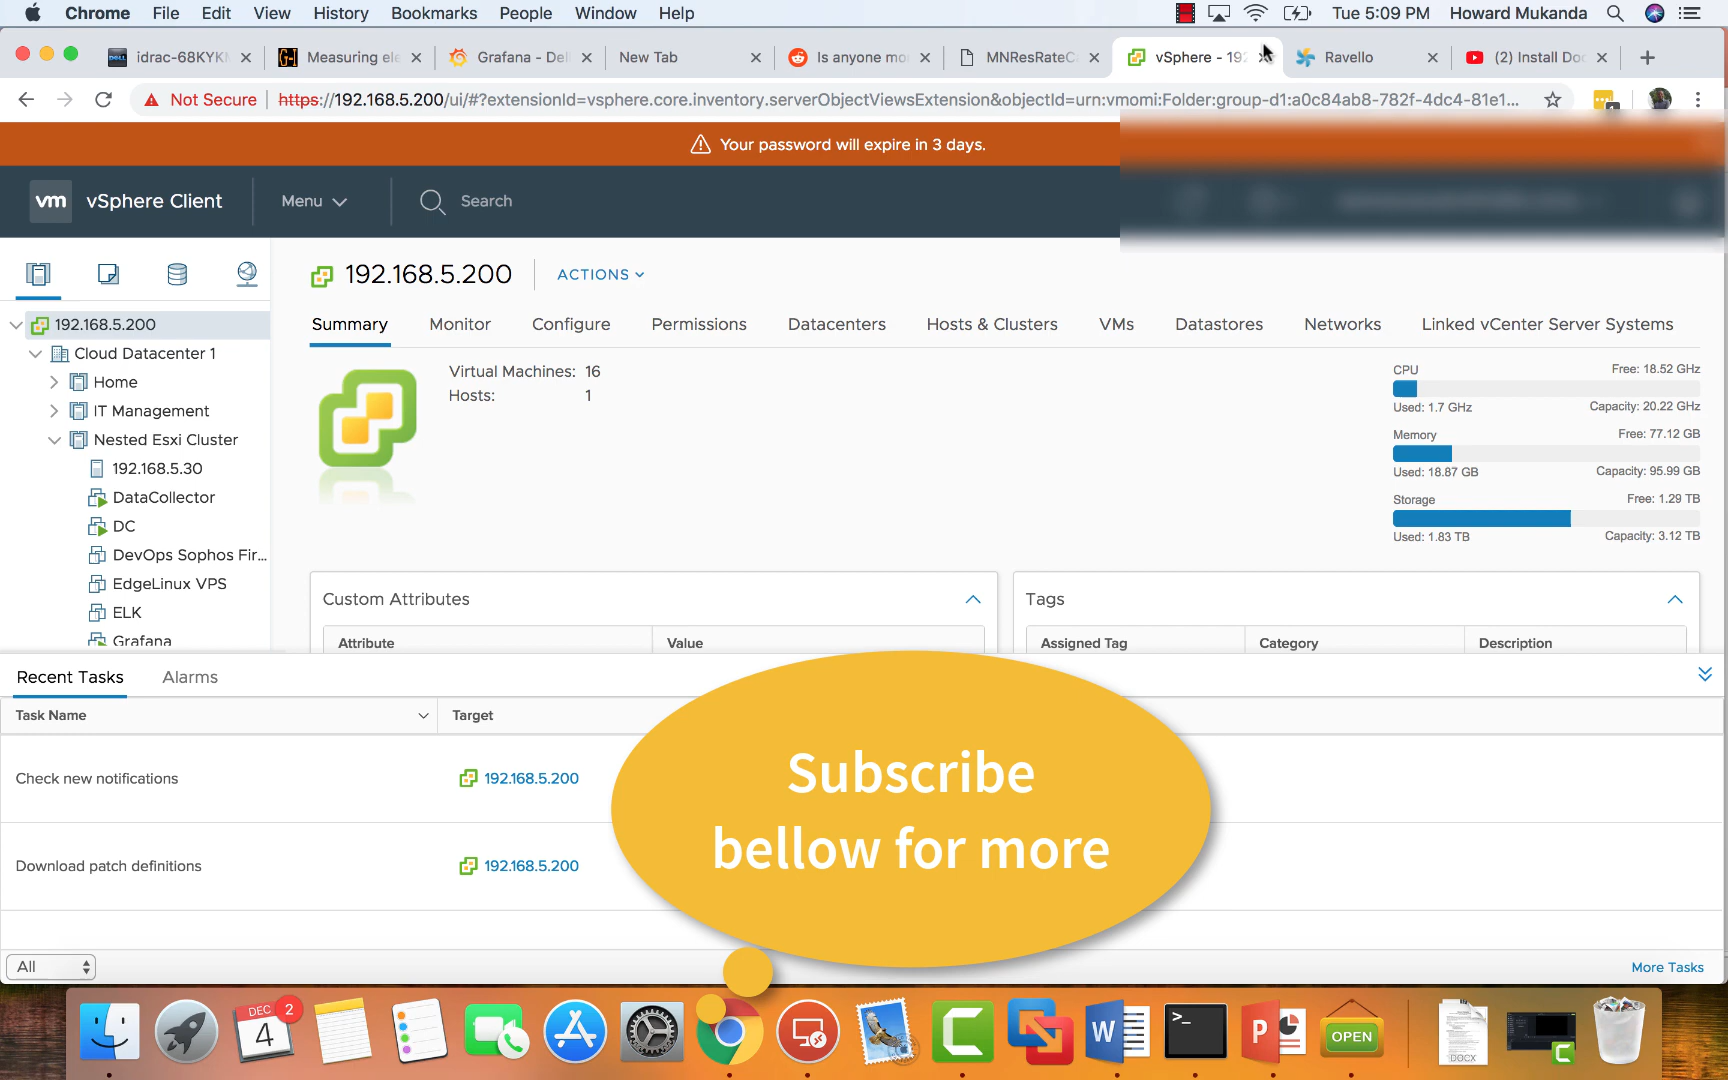 Chrome File Edit View History Bookmarks People Window Help Tue 5:09 PM Howard Mukanda
idrac-68KYK Measuring ele Grafana - Dell New Tab Is anyone mo MNResRateC vSphere - 192 Ravello (2) Install Doc
Not Secure https://192.168.5.200/ui/#?extensionId=vsphere.core.inventory.serverObjectViewsExtension&objectId=urn:vmomi:Folder:group-d1:a0c84ab8-782f-4dc4-81e1...
Your password will expire in 3 days.
vm vSphere Client Menu Search
192.168.5.200 ACTIONS
Summary Monitor Configure Permissions Datacenters Hosts & Clusters VMs Datastores Networks Linked vCenter Server Systems
192.168.5.200
Cloud Datacenter 1
Home
IT Management
Nested Esxi Cluster
192.168.5.30
DataCollector
DC
DevOps Sophos Fir...
EdgeLinux VPS
ELK
Grafana
Virtual Machines: 16
Hosts: 1
CPU Free: 18.52 GHz
Used: 1.7 GHz Capacity: 20.22 GHz
Memory Free: 77.12 GB
Used: 18.87 GB Capacity: 95.99 GB
Storage Free: 1.29 TB
Used: 1.83 TB Capacity: 3.12 TB
Custom Attributes
Attribute Value
Tags
Assigned Tag Category Description
Recent Tasks Alarms
Task Name Target
Check new notifications 192.168.5.200
Download patch definitions 192.168.5.200
Subscribe
bellow for more
All More Tasks
DEC 4 2
W >_ P OPEN DOCX